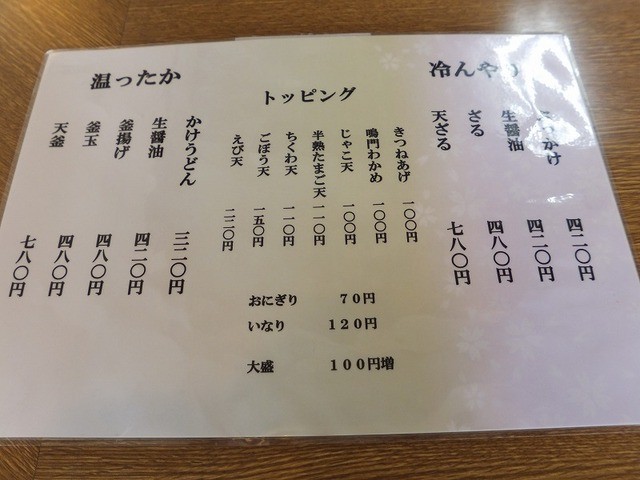 冷んやり
かけ 四二〇円
生醤油 四二〇円
ざる 四八〇円
天ざる 七八〇円
トッピング
きつねあげ 一〇〇円
鳴門わかめ 一〇〇円
じゃこ天 一〇〇円
半熟たまご天 一一〇円
ちくわ天 一一〇円
ごぼう天 一五〇円
えび天 二二〇円
おにぎり 70円
いなり 120円
大盛 100円増
温ったか
かけうどん 三二〇円
生醤油 四二〇円
釜揚げ 四八〇円
釜玉 四八〇円
天釜 七八〇円